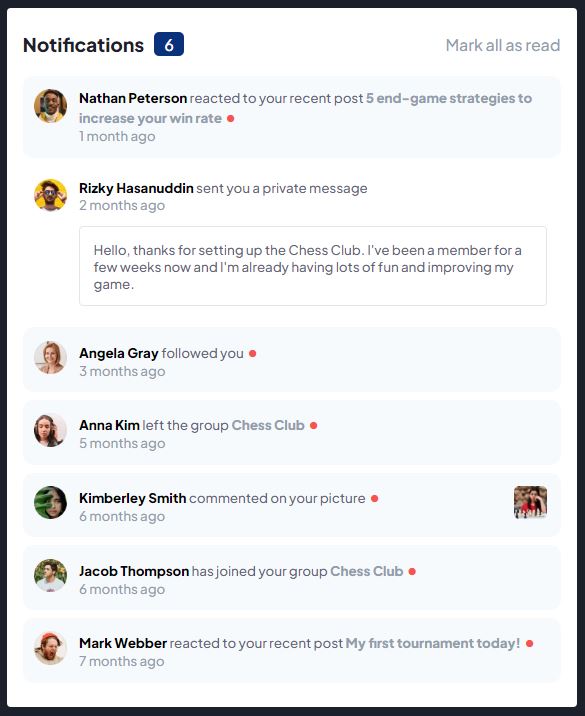 Notifications 6 Mark all as read
Nathan Peterson reacted to your recent post 5 end-game strategies to
increase your win rate
1 month ago
Rizky Hasanuddin sent you a private message
2 months ago
Hello, thanks for setting up the Chess Club. I've been a member for a
few weeks now and I'm already having lots of fun and improving my
game.
Angela Gray followed you
3 months ago
Anna Kim left the group Chess Club
5 months ago
Kimberley Smith commented on your picture
6 months ago
Jacob Thompson has joined your group Chess Club
6 months ago
Mark Webber reacted to your recent post My first tournament today!
7 months ago